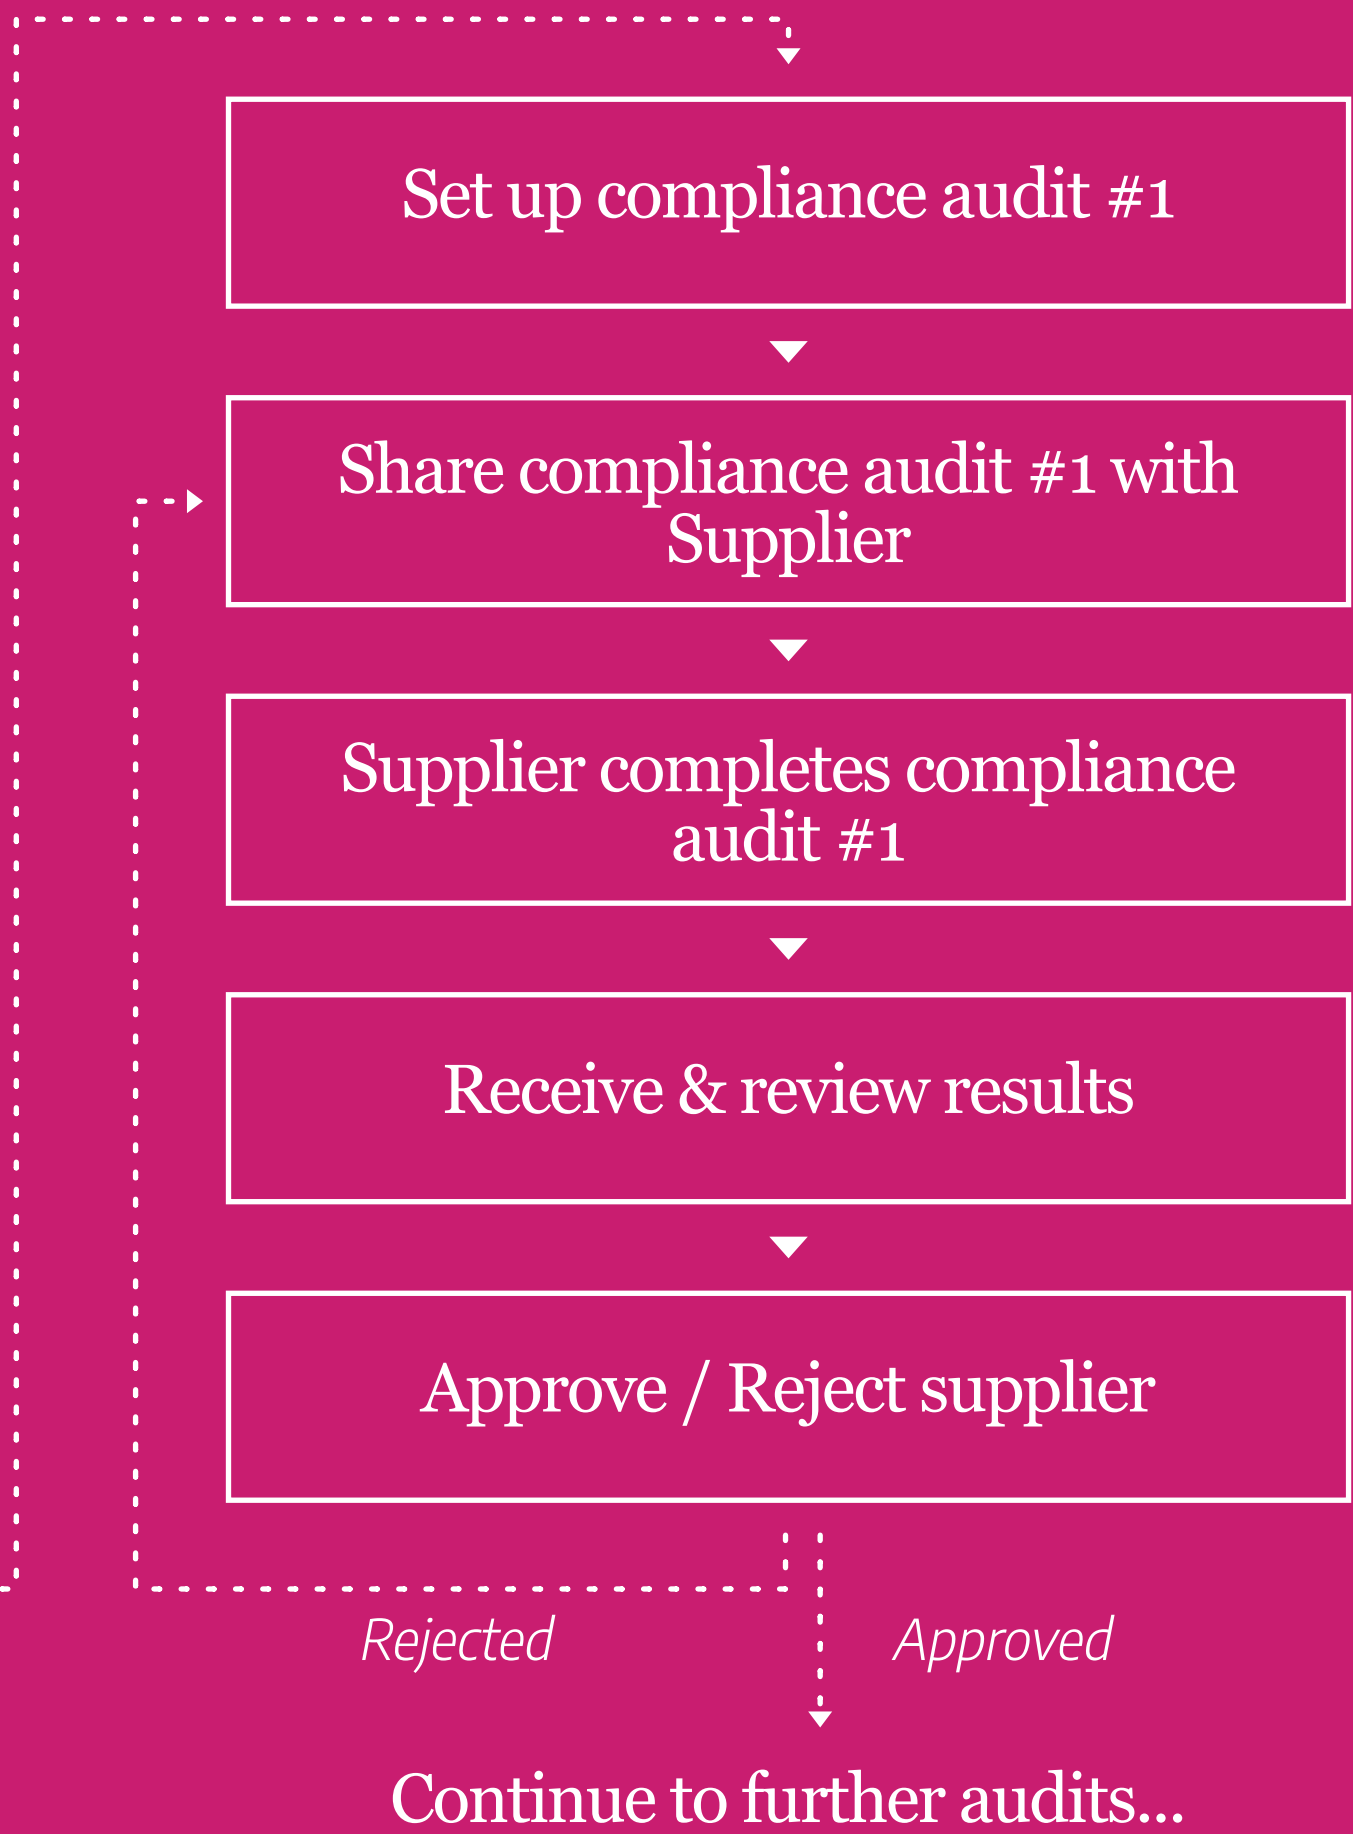 Set up compliance audit #1
Share compliance audit #1 with
Supplier
Supplier completes compliance
audit #1
Receive & review results
Approve / Reject supplier
Rejected
Approved
Continue to further audits...